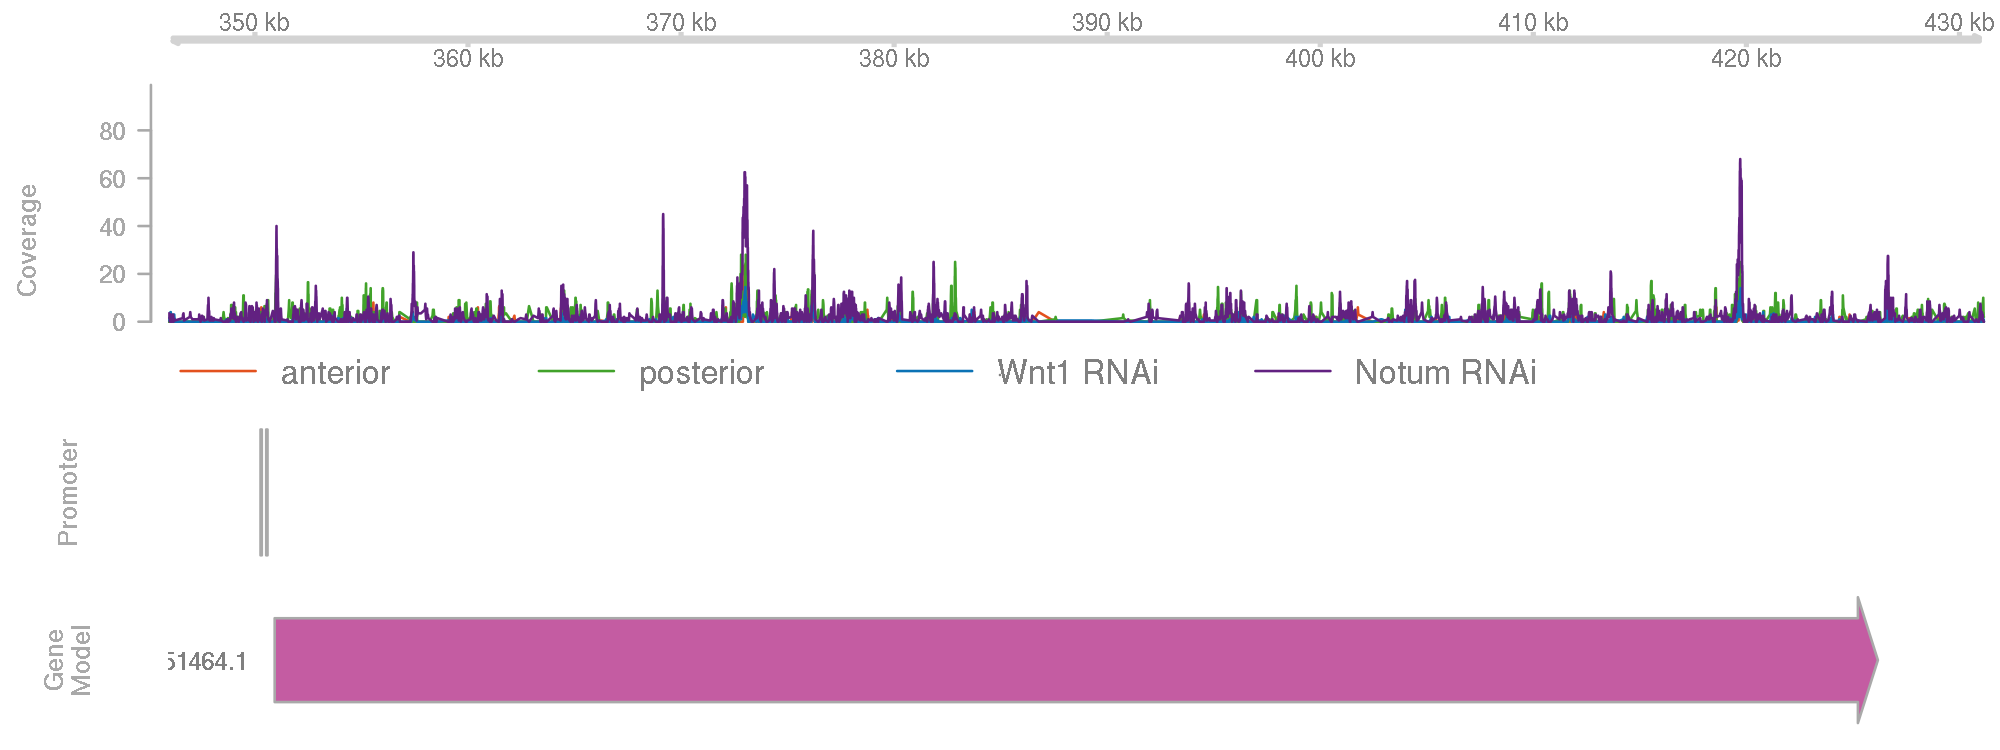 350 kb 370 kb 390 kb 410 kb 430 kb
360 kb 380 kb 400 kb 420 kb
Coverage
80
60
40
20
0
anterior posterior Wnt1 RNAi Notum RNAi
Promoter
Gene
Model
51464.1